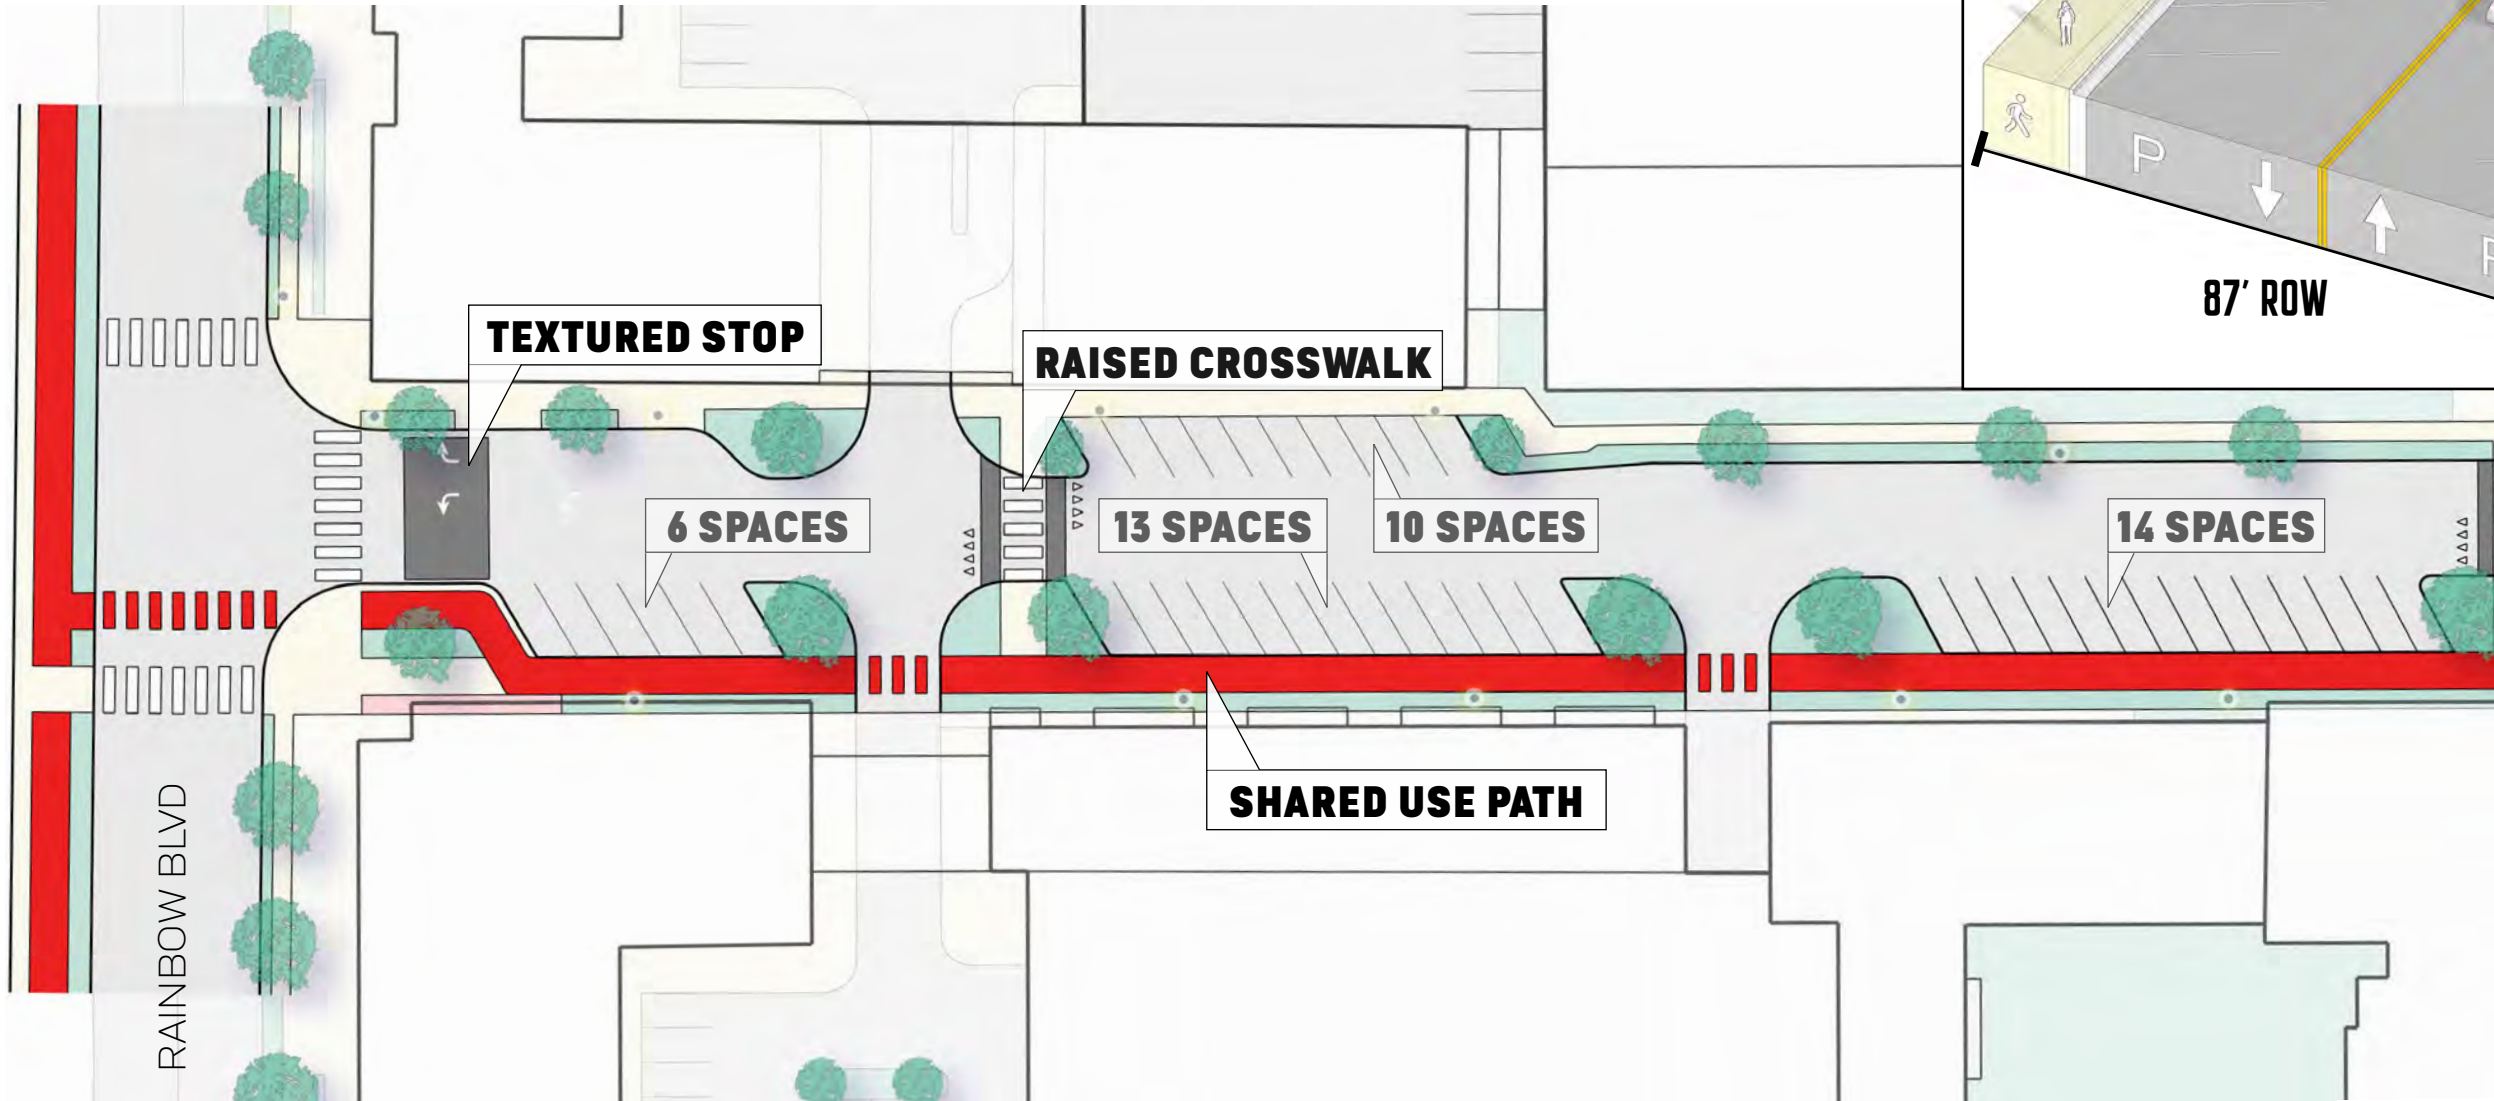 P
P
87' ROW
TEXTURED STOP
RAISED CROSSWALK
6 SPACES
13 SPACES
10 SPACES
14 SPACES
SHARED USE PATH
RAINBOW BLVD